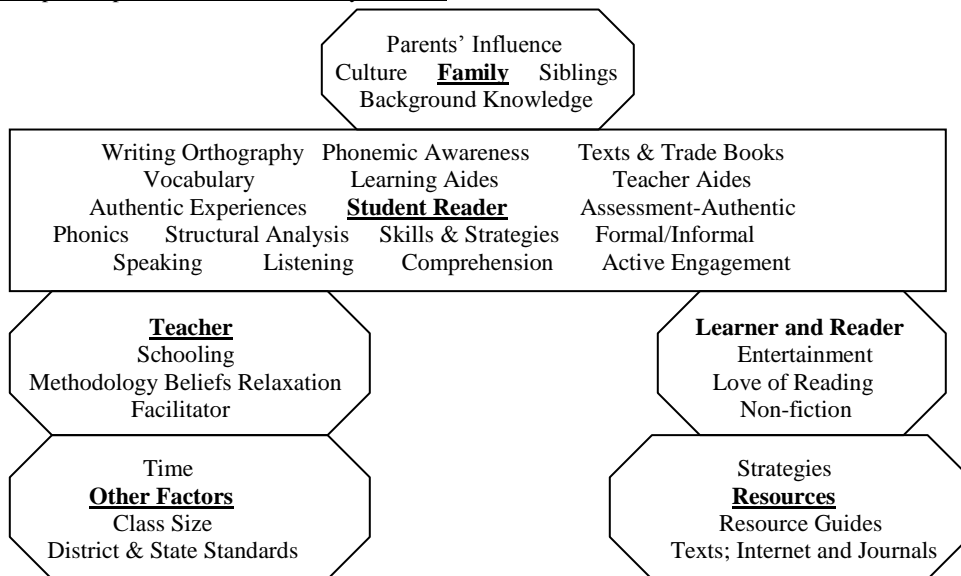 Parents' Influence
Culture Family Siblings
Background Knowledge
Writing Orthography Phonemic Awareness Texts & Trade Books
Vocabulary Learning Aides Teacher Aides
Authentic Experiences Student Reader Assessment-Authentic
Phonics Structural Analysis Skills & Strategies Formal/Informal
Speaking Listening Comprehension Active Engagement
Teacher
Schooling
Methodology Beliefs Relaxation
Facilitator
Learner and Reader
Entertainment
Love of Reading
Non-fiction
Time
Other Factors
Class Size
District & State Standards
Strategies
Resources
Resource Guides
Texts; Internet and Journals